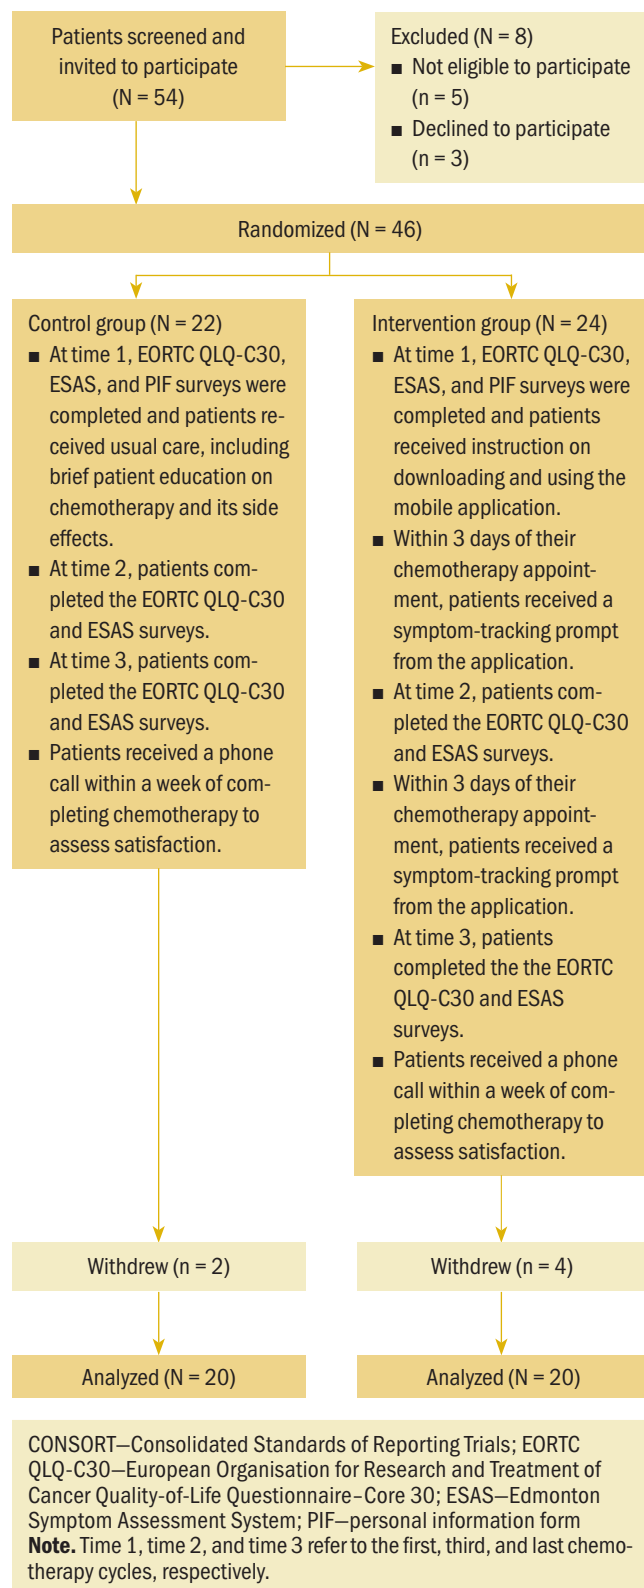 Patients screened and
invited to participate
(N = 54)
Excluded (N = 8)
■ Not eligible to participate
(n = 5)
■ Declined to participate
(n = 3)
Randomized (N = 46)
Control group (N = 22)
■ At time 1, EORTC QLQ-C30,
ESAS, and PIF surveys were
completed and patients re-
ceived usual care, including
brief patient education on
chemotherapy and its side
effects.
■ At time 2, patients com-
pleted the EORTC QLQ-C30
and ESAS surveys.
■ At time 3, patients com-
pleted the EORTC QLQ-C30
and ESAS surveys.
■ Patients received a phone
call within a week of com-
pleting chemotherapy to
assess satisfaction.
Intervention group (N = 24)
■ At time 1, EORTC QLQ-C30,
ESAS, and PIF surveys were
completed and patients
received instruction on
downloading and using the
mobile application.
■ Within 3 days of their
chemotherapy appoint-
ment, patients received a
symptom-tracking prompt
from the application.
■ At time 2, patients com-
pleted the EORTC QLQ-C30
and ESAS surveys.
■ Within 3 days of their
chemotherapy appoint-
ment, patients received a
symptom-tracking prompt
from the application.
■ At time 3, patients
completed the the EORTC
QLQ-C30 and ESAS
surveys.
■ Patients received a phone
call within a week of com-
pleting chemotherapy to
assess satisfaction.
Withdrew (n = 2)
Withdrew (n = 4)
Analyzed (N = 20)
Analyzed (N = 20)
CONSORT—Consolidated Standards of Reporting Trials; EORTC
QLQ-C30—European Organisation for Research and Treatment of
Cancer Quality-of-Life Questionnaire–Core 30; ESAS—Edmonton
Symptom Assessment System; PIF—personal information form
Note. Time 1, time 2, and time 3 refer to the first, third, and last chemo-
therapy cycles, respectively.